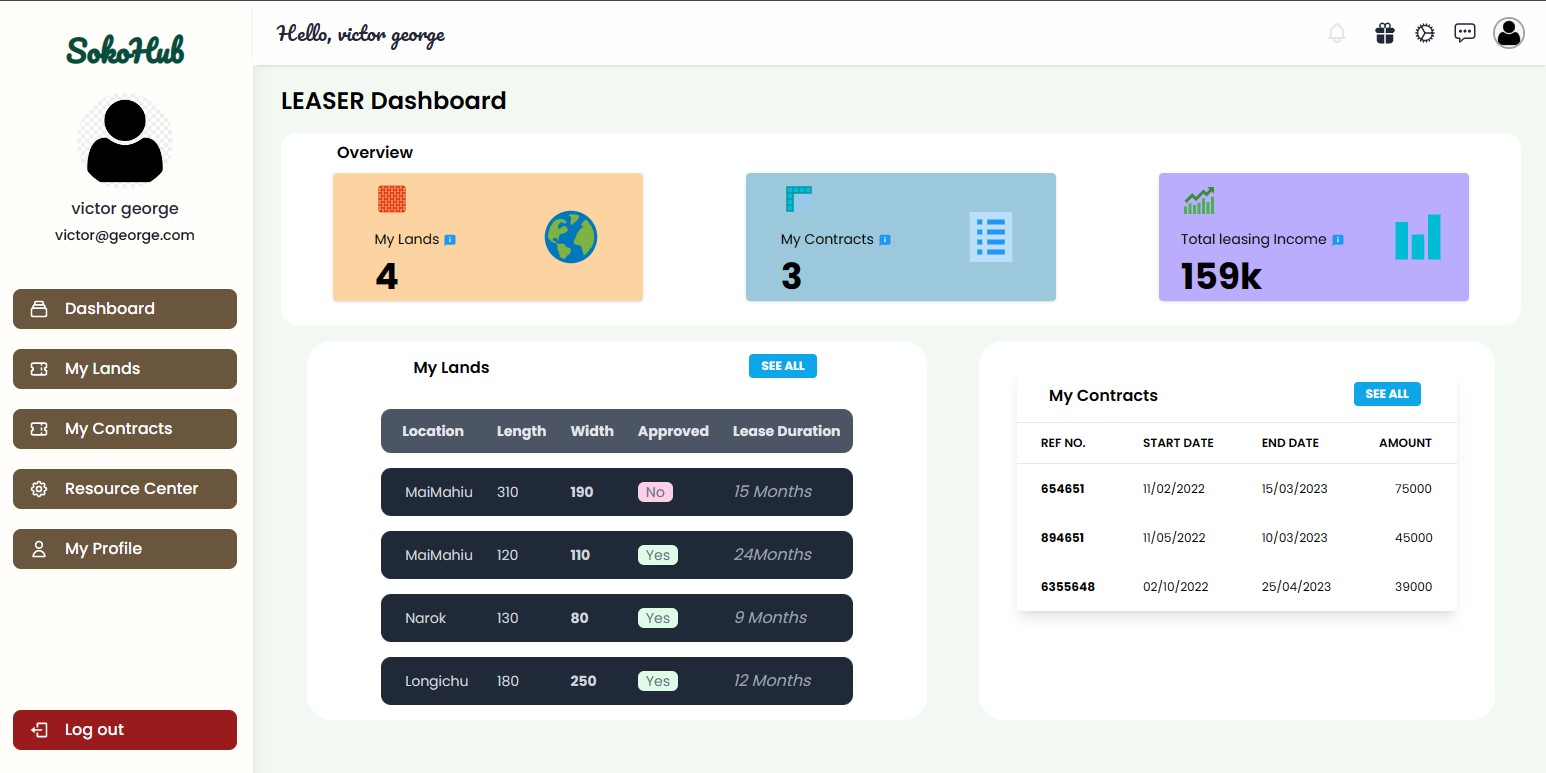 SokoHub
victor george
victor@george.com
Dashboard
My Lands
My Contracts
Resource Center
My Profile
Log out
Hello, victor george
LEASER Dashboard
Overview
My Lands
4
My Contracts
3
Total leasing Income
159k
My Lands SEE ALL
Location Length Width Approved Lease Duration
MaiMahiu 310 190 No 15 Months
MaiMahiu 120 110 Yes 24Months
Narok 130 80 Yes 9 Months
Longichu 180 250 Yes 12 Months
My Contracts SEE ALL
REF NO. START DATE END DATE AMOUNT
654651 11/02/2022 15/03/2023 75000
894651 11/05/2022 10/03/2023 45000
6355648 02/10/2022 25/04/2023 39000